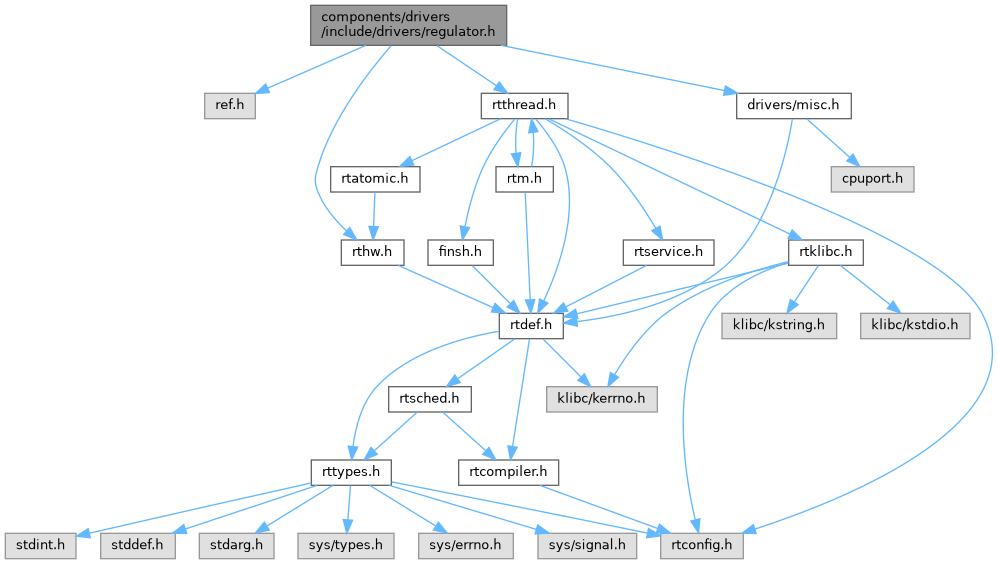 components/drivers
/include/drivers/regulator.h
ref.h
rtthread.h
drivers/misc.h
rtatomic.h
rtm.h
cpuport.h
rthw.h
finsh.h
rtservice.h
rtklibc.h
rtdef.h
klibc/kstring.h
klibc/kstdio.h
rtsched.h
klibc/kerrno.h
rttypes.h
rtcompiler.h
stdint.h
stddef.h
stdarg.h
sys/types.h
sys/errno.h
sys/signal.h
rtconfig.h